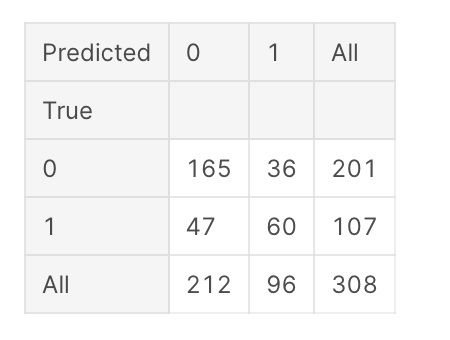 Predicted 0 1 All
True
0 165 36 201
1 47 60 107
All 212 96 308